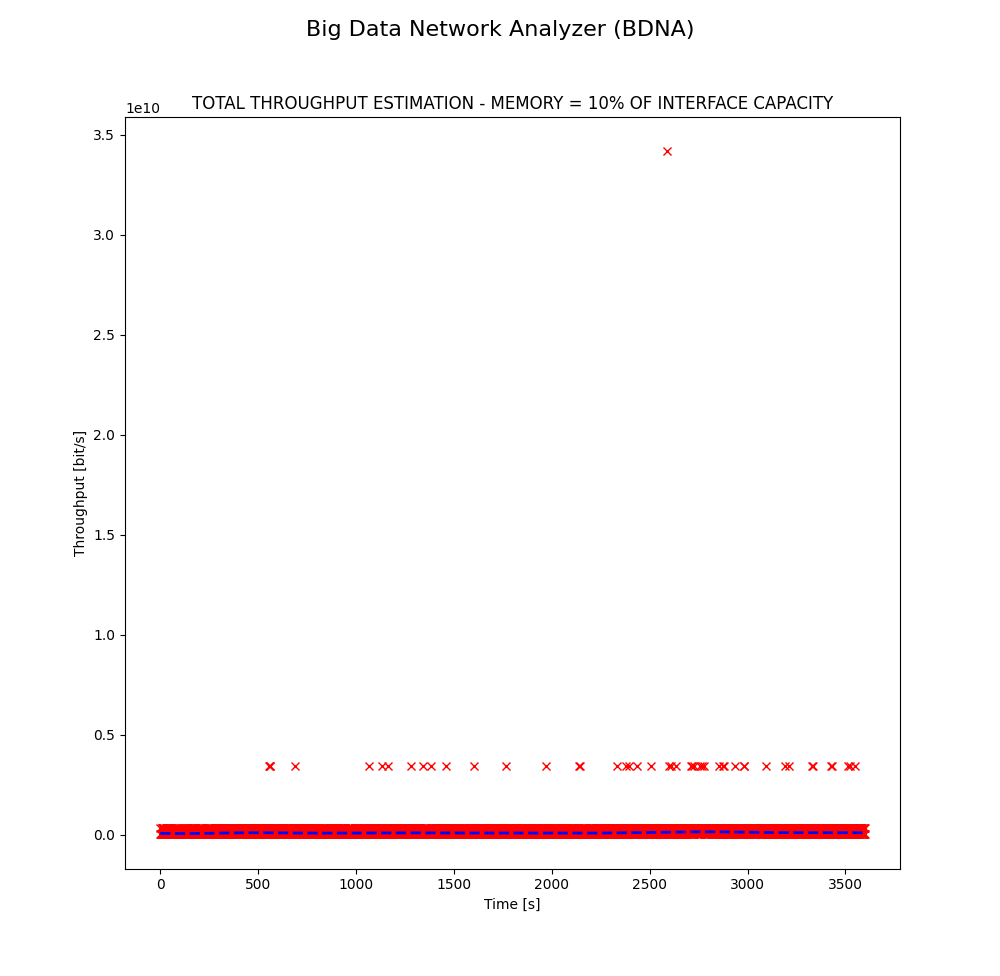 Big Data Network Analyzer (BDNA)
TOTAL THROUGHPUT ESTIMATION - MEMORY = 10% OF INTERFACE CAPACITY
1e10
3.5
3.0
2.5
2.0
1.5
1.0
0.5
0.0
Throughput [bit/s]
0 500 1000 1500 2000 2500 3000 3500
Time [s]